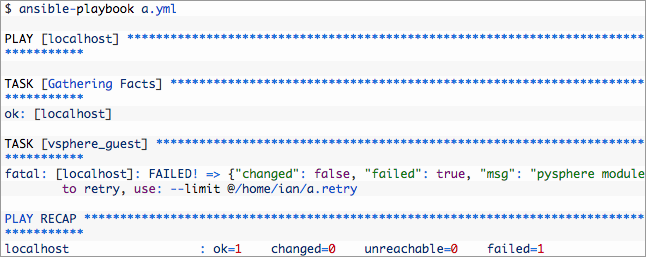 $ ansible-playbook a.yml
PLAY [localhost] *********************************************************************
***********
TASK [Gathering Facts] ***************************************************************
***********
ok: [localhost]
TASK [vsphere_guest] *****************************************************************
***********
fatal: [localhost]: FAILED! => {"changed": false, "failed": true, "msg": "pysphere module
to retry, use: --limit @/home/ian/a.retry
PLAY RECAP ***************************************************************************
***********
localhost : ok=1 changed=0 unreachable=0 failed=1